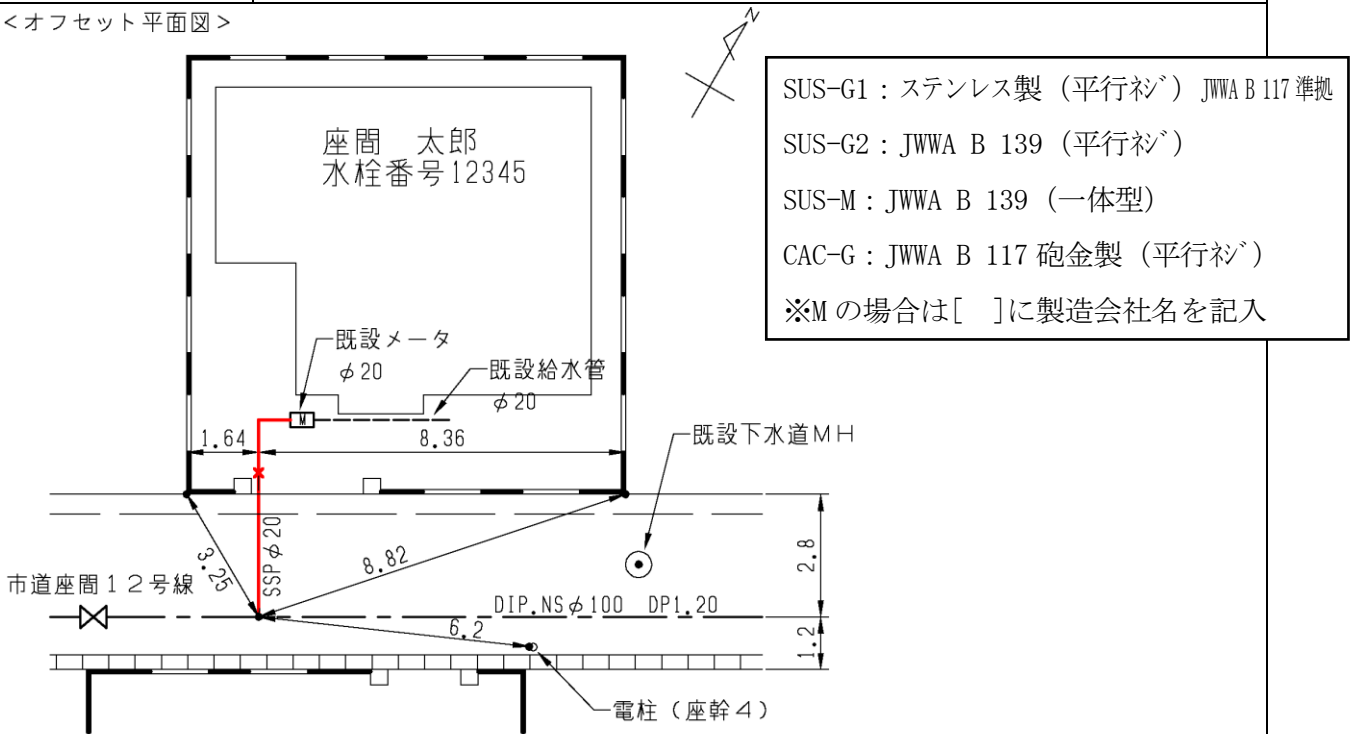 <オフセット平面図>
N
SUS-G1：ステンレス製（平行ﾈｼﾞ）JWWA B 117 準拠
SUS-G2：JWWA B 139（平行ﾈｼﾞ）
SUS-M：JWWA B 139（一体型）
CAC-G：JWWA B 117 砲金製（平行ﾈｼﾞ）
※M の場合は[　]に製造会社名を記入
座間　太郎
水栓番号12345
既設メータ
φ20
既設給水管
φ20
M
1.64
8.36
既設下水道MH
SSPφ20
3.25
8.82
2.8
市道座間１２号線
DIP.NSφ100　DP1.20
6.2
1.2
電柱（座幹４）